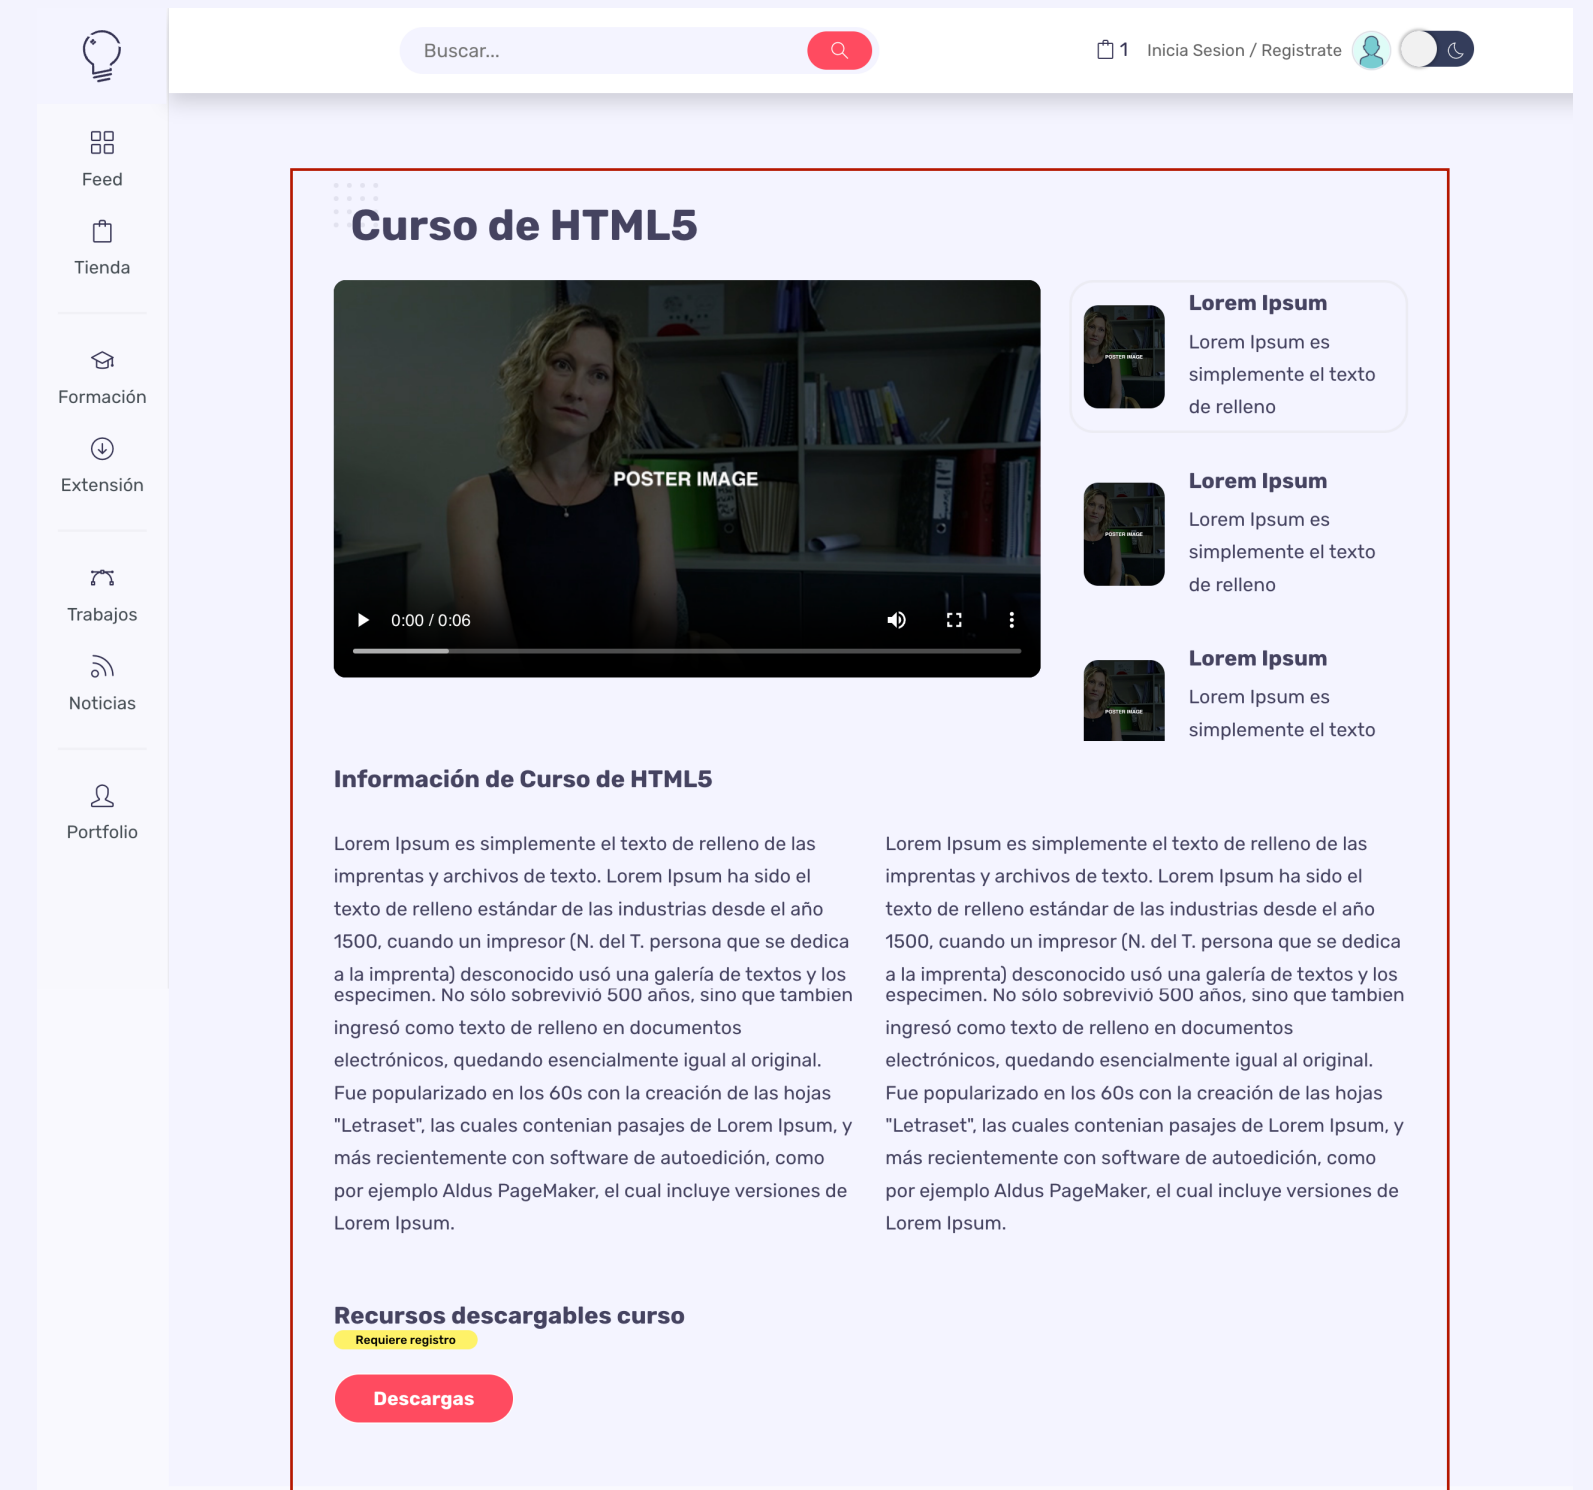 Buscar...
1
Inicia Sesion / Registrate
Feed
Tienda
Formación
Extensión
Trabajos
Noticias
Portfolio
Curso de HTML5
POSTER IMAGE
0:00 / 0:06
Lorem Ipsum
POSTER IMAGE
Lorem Ipsum es
simplemente el texto
de relleno
Lorem Ipsum
POSTER IMAGE
Lorem Ipsum es
simplemente el texto
de relleno
Lorem Ipsum
POSTER IMAGE
Lorem Ipsum es
simplemente el texto
Información de Curso de HTML5
Lorem Ipsum es simplemente el texto de relleno de las
imprentas y archivos de texto. Lorem Ipsum ha sido el
texto de relleno estándar de las industrias desde el año
1500, cuando un impresor (N. del T. persona que se dedica
a la imprenta) desconocido usó una galería de textos y los
especimen. No sólo sobrevivió 500 años, sino que tambien
ingresó como texto de relleno en documentos
electrónicos, quedando esencialmente igual al original.
Fue popularizado en los 60s con la creación de las hojas
"Letraset", las cuales contenian pasajes de Lorem Ipsum, y
más recientemente con software de autoedición, como
por ejemplo Aldus PageMaker, el cual incluye versiones de
Lorem Ipsum.
Lorem Ipsum es simplemente el texto de relleno de las
imprentas y archivos de texto. Lorem Ipsum ha sido el
texto de relleno estándar de las industrias desde el año
1500, cuando un impresor (N. del T. persona que se dedica
a la imprenta) desconocido usó una galería de textos y los
especimen. No sólo sobrevivió 500 años, sino que tambien
ingresó como texto de relleno en documentos
electrónicos, quedando esencialmente igual al original.
Fue popularizado en los 60s con la creación de las hojas
"Letraset", las cuales contenian pasajes de Lorem Ipsum, y
más recientemente con software de autoedición, como
por ejemplo Aldus PageMaker, el cual incluye versiones de
Lorem Ipsum.
Recursos descargables curso
Requiere registro
Descargas